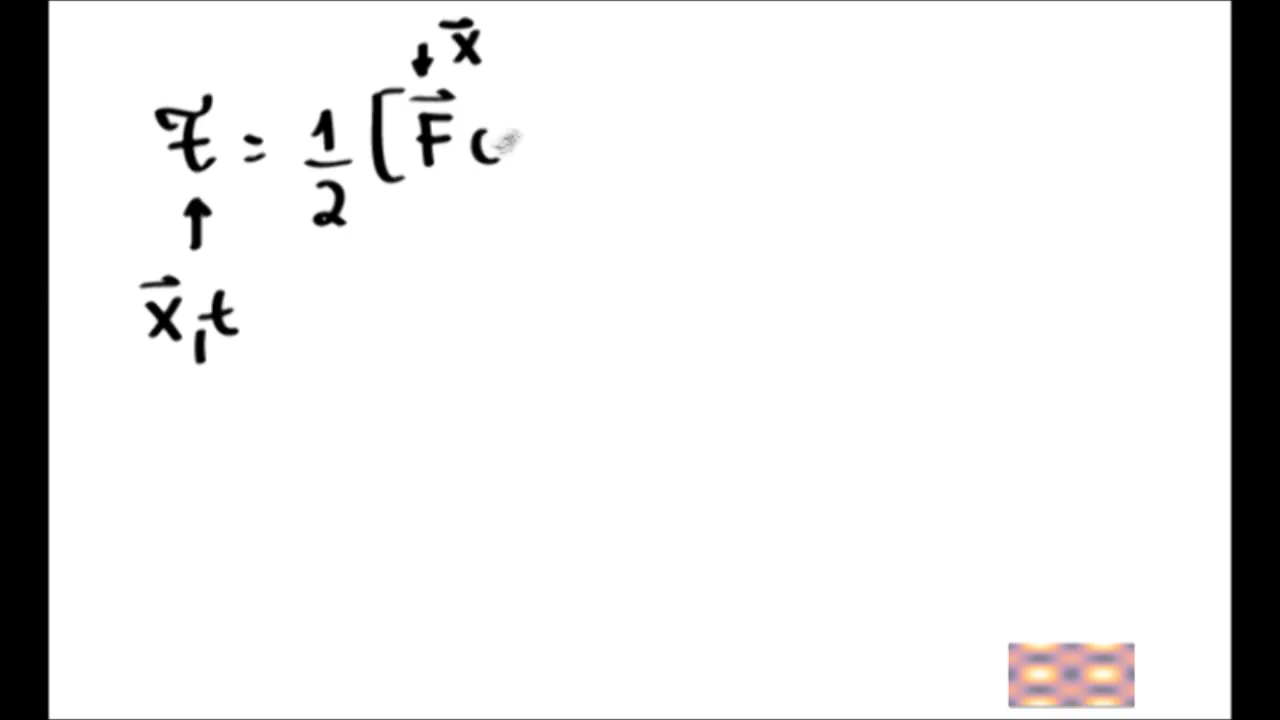 ↓ x⃗
ℱ = 1/2 [F⃗ c
↑
x⃗, t